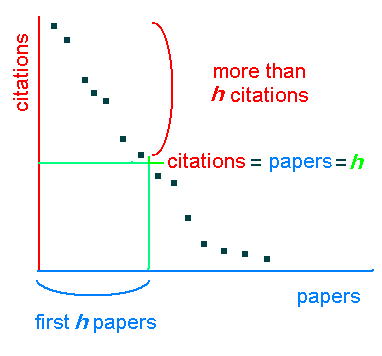 citations
more than
h citations
citations = papers = h
papers
first h papers